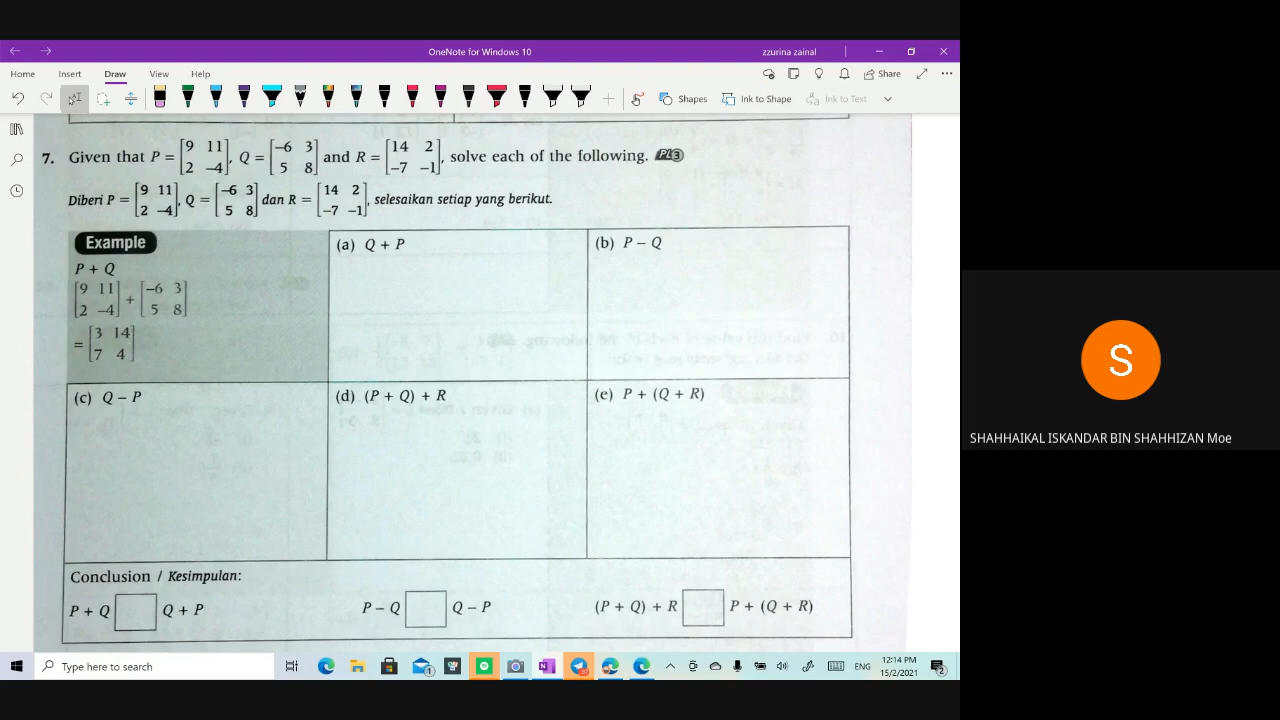 OneNote for Windows 10
zzurina zainal
Home Insert Draw View Help
Share
Shapes
Ink to Shape
Ink to Text
7. Given that P = [9 11 2 −4], Q = [−6 3 5 8] and R = [14 2 −7 −1], solve each of the following. PL3
Diberi P = [9 11 2 −4], Q = [−6 3 5 8] dan R = [14 2 −7 −1], selesaikan setiap yang berikut.
Example
P + Q
[9 11 2 −4] + [−6 3 5 8]
= [3 14 7 4]
(a) Q + P
(b) P − Q
(c) Q − P
(d) (P + Q) + R
(e) P + (Q + R)
Conclusion / Kesimpulan:
P + Q Q + P
P − Q Q − P
(P + Q) + R P + (Q + R)
S
SHAHHAIKAL ISKANDAR BIN SHAHHIZAN Moe
Type here to search
1
ENG
12:14 PM
15/2/2021
2